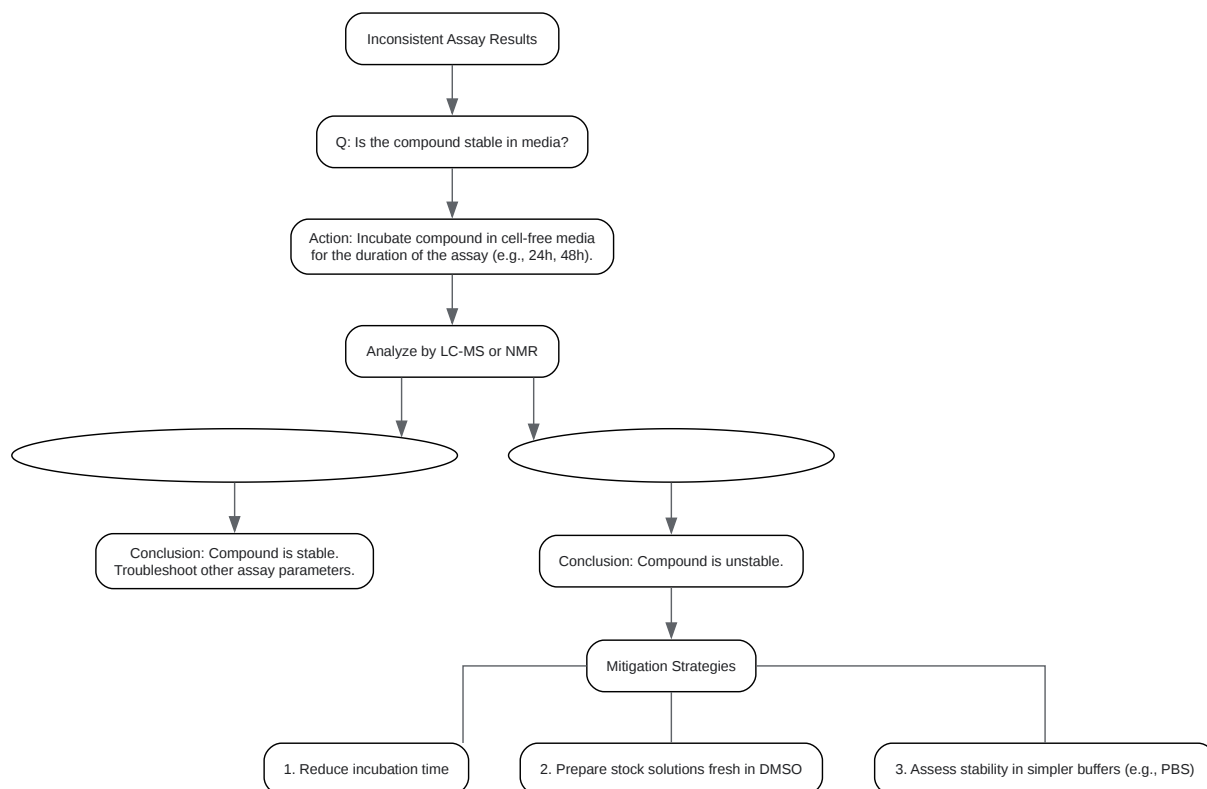 Inconsistent Assay Results
Q: Is the compound stable in media?
Action: Incubate compound in cell-free media
for the duration of the assay (e.g., 24h, 48h).
Analyze by LC-MS or NMR
Conclusion: Compound is stable.
Troubleshoot other assay parameters.
Conclusion: Compound is unstable.
Mitigation Strategies
1. Reduce incubation time
2. Prepare stock solutions fresh in DMSO
3. Assess stability in simpler buffers (e.g., PBS)